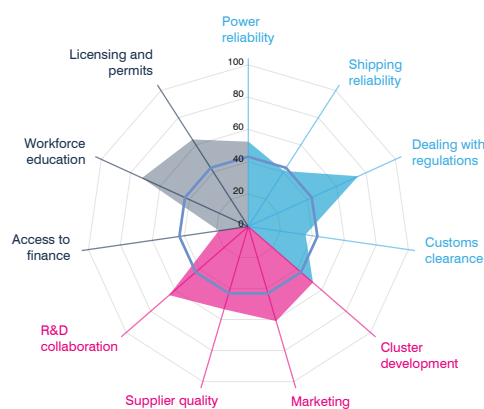 Power
reliability
Shipping
reliability
Dealing with
regulations
Customs
clearance
Cluster
development
Marketing
Supplier quality
R&D
collaboration
Access to
finance
Workforce
education
Licensing and
permits
100
80
60
40
20
0